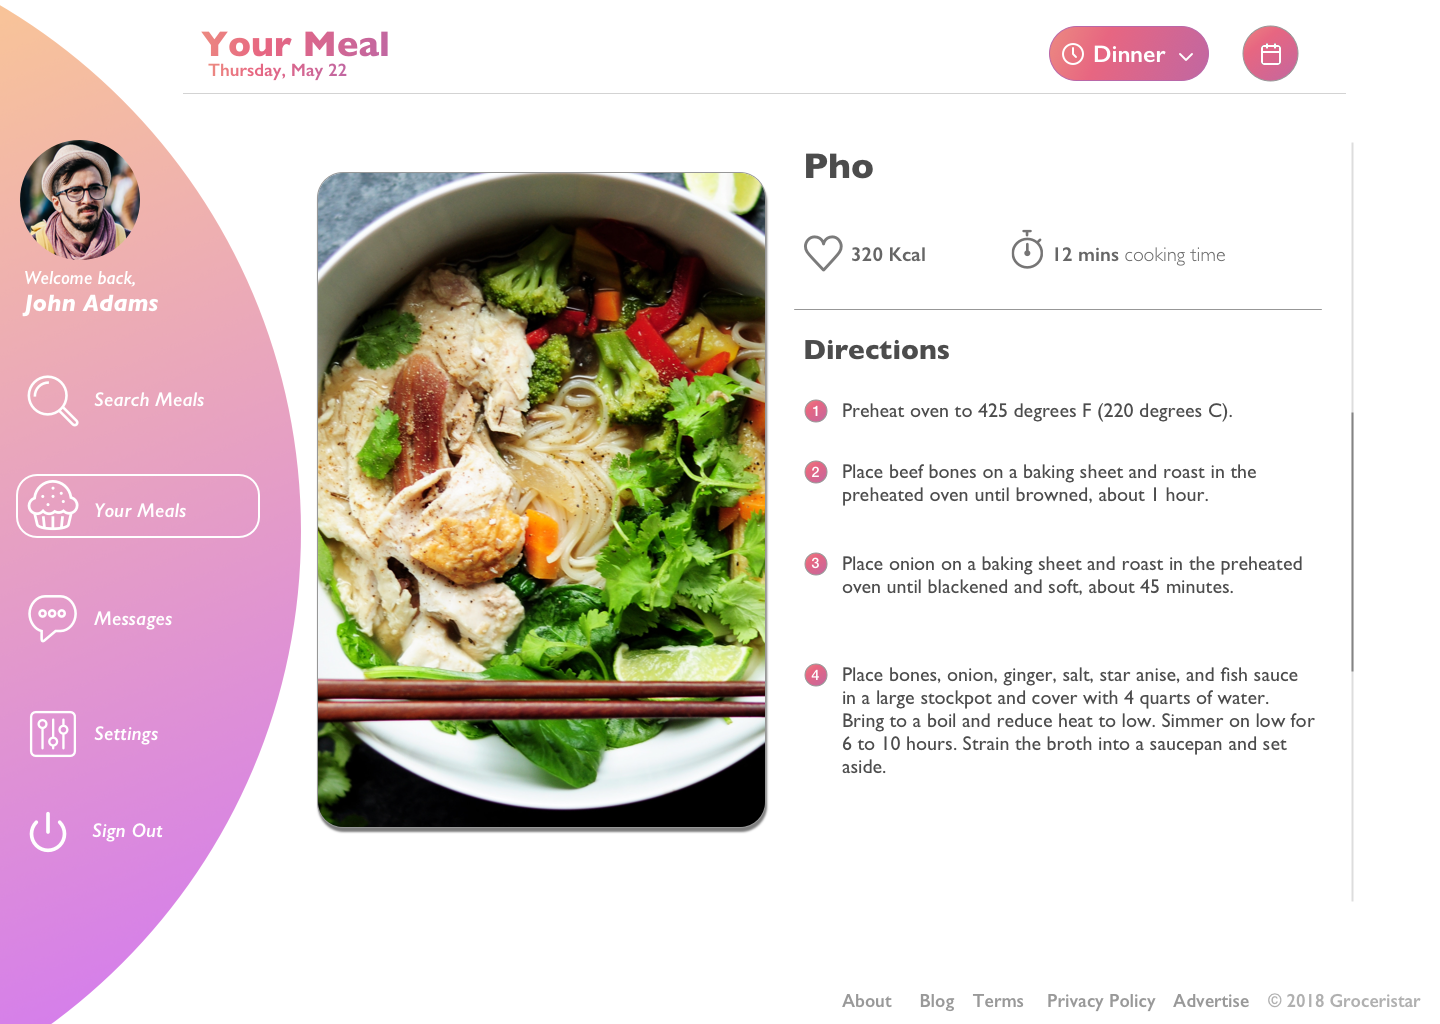 Your Meal
Thursday, May 22
Dinner
Welcome back,
John Adams
Search Meals
Your Meals
Messages
Settings
Sign Out
Pho
320 Kcal
12 mins cooking time
Directions
1 Preheat oven to 425 degrees F (220 degrees C).
2 Place beef bones on a baking sheet and roast in the
preheated oven until browned, about 1 hour.
3 Place onion on a baking sheet and roast in the preheated
oven until blackened and soft, about 45 minutes.
4 Place bones, onion, ginger, salt, star anise, and fish sauce
in a large stockpot and cover with 4 quarts of water.
Bring to a boil and reduce heat to low. Simmer on low for
6 to 10 hours. Strain the broth into a saucepan and set
aside.
About Blog Terms Privacy Policy Advertise © 2018 Groceristar